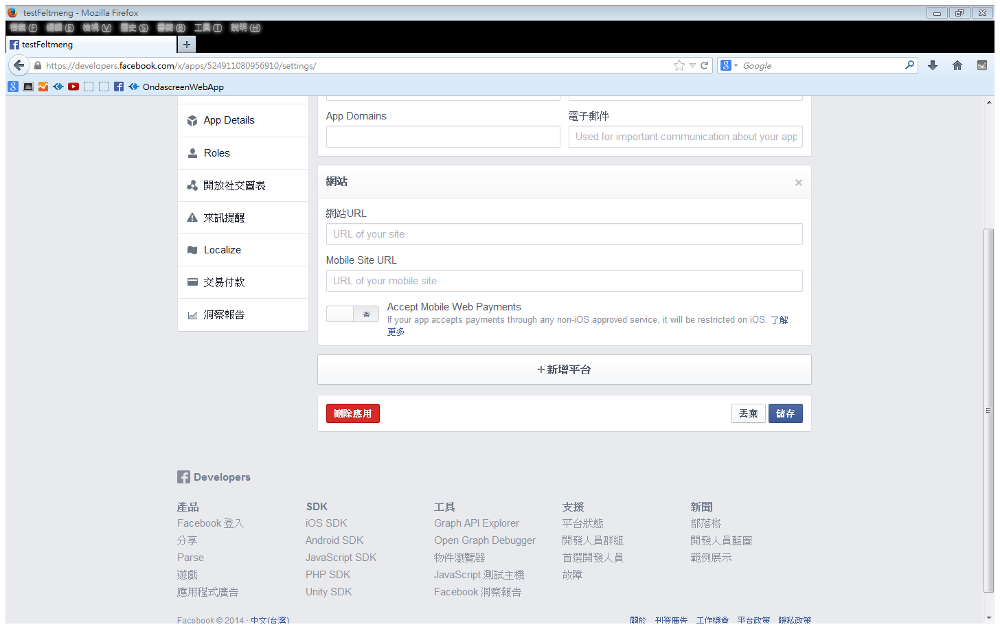 testFeltmeng - Mozilla Firefox
檔案 (F) 編輯 (E) 檢視 (V) 歷史 (S) 書籤 (B) 工具 (T) 說明 (H)
testFeltmeng
https://developers.facebook.com/x/apps/524911080956910/settings/
Google
OndascreenWebApp
App Details
Roles
開放社交圖表
來訊提醒
Localize
交易付款
洞察報告
App Domains
電子郵件
Used for important communication about your app
網站
網站URL
URL of your site
Mobile Site URL
URL of your mobile site
否
Accept Mobile Web Payments
If your app accepts payments through any non-iOS approved service, it will be restricted on iOS. 了解
更多
+ 新增平台
刪除應用
丟棄
儲存
Developers
產品
Facebook 登入
分享
Parse
遊戲
應用程式廣告
SDK
iOS SDK
Android SDK
JavaScript SDK
PHP SDK
Unity SDK
工具
Graph API Explorer
Open Graph Debugger
物件瀏覽器
JavaScript 測試主機
Facebook 洞察報告
支援
平台狀態
開發人員群組
首選開發人員
故障
新聞
部落格
開發人員藍圖
範例展示
Facebook © 2014 · 中文(台灣)
關於 刊登廣告 工作機會 平台政策 隱私政策